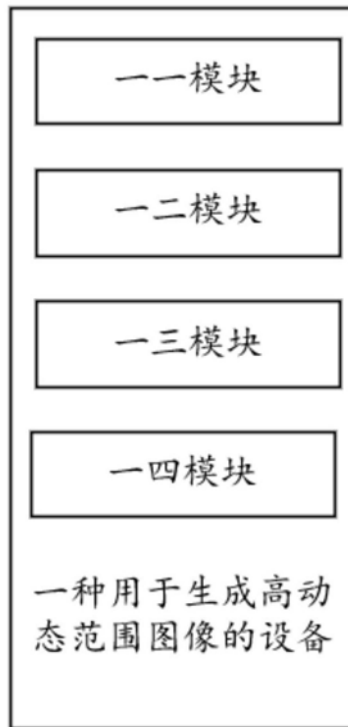 一一模块
一二模块
一三模块
一四模块
一种用于生成高动
态范围图像的设备